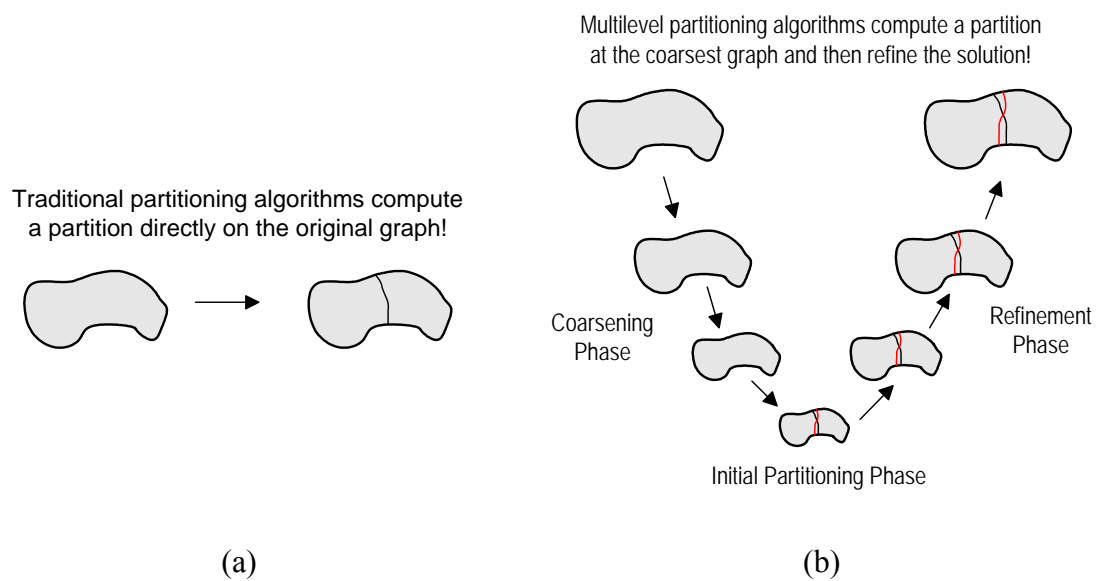 Traditional partitioning algorithms compute
a partition directly on the original graph!
(a)
Multilevel partitioning algorithms compute a partition
at the coarsest graph and then refine the solution!
Coarsening
Phase
Refinement
Phase
Initial Partitioning Phase
(b)